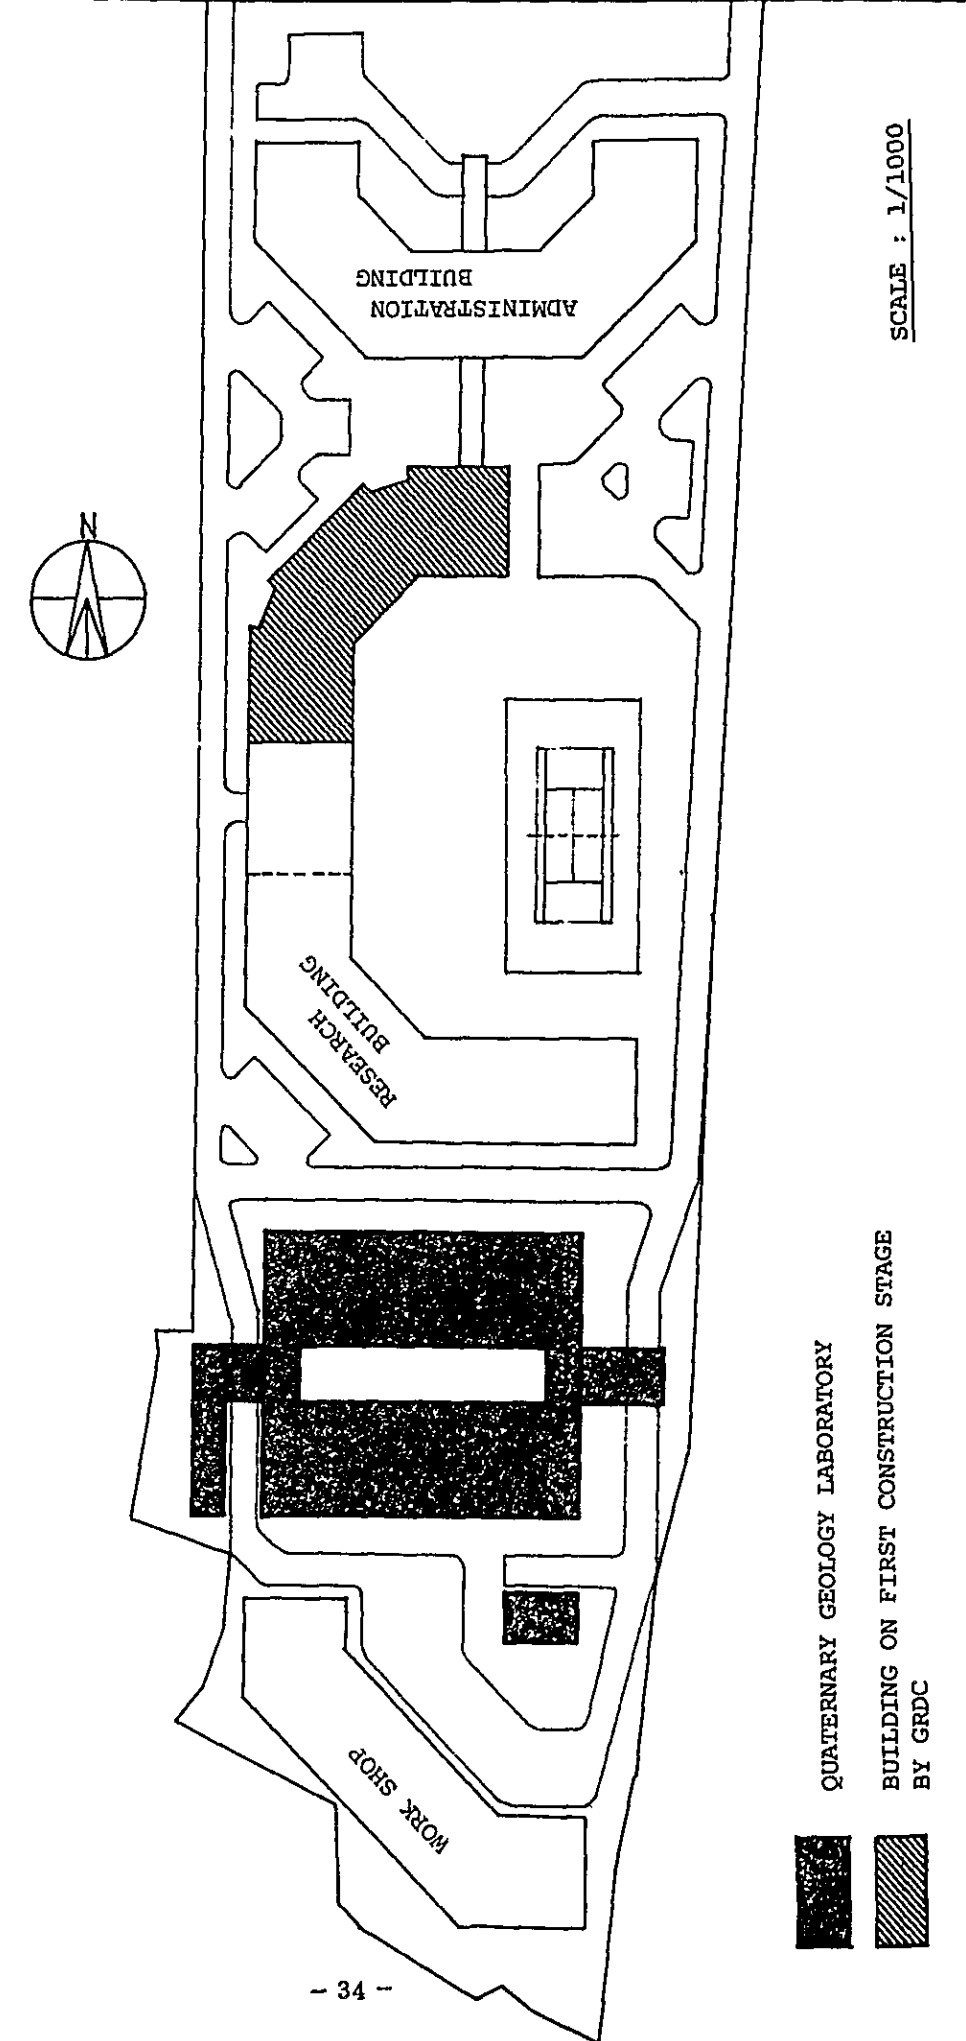 N
ADMINISTRATION
BUILDING
SCALE : 1/1000
RESEARCH
BUILDING
WORK SHOP
QUATERNARY GEOLOGY LABORATORY
BUILDING ON FIRST CONSTRUCTION STAGE
BY GRDC
- 34 -